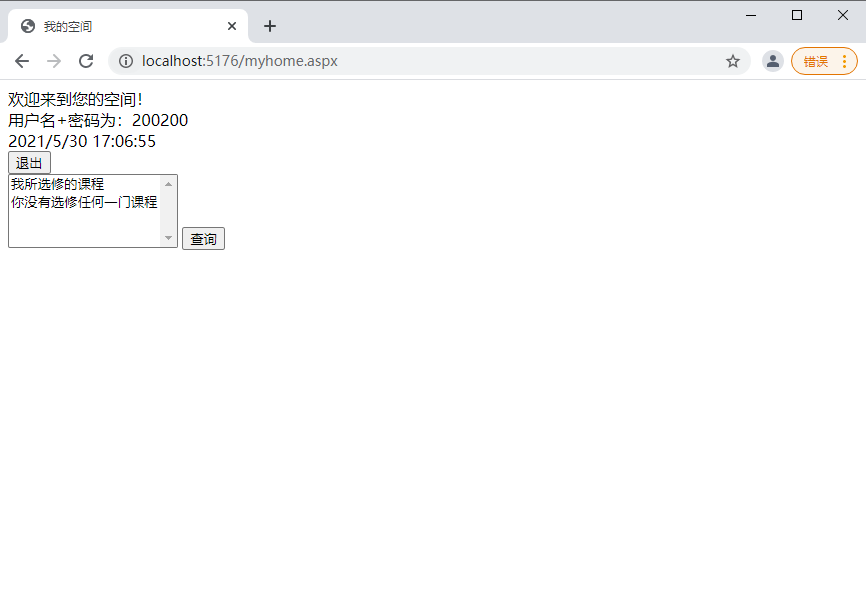 我的空间
localhost:5176/myhome.aspx
错误
欢迎来到您的空间!
用户名+密码为：200200
2021/5/30 17:06:55
退出
我所选修的课程
你没有选修任何一门课程
查询